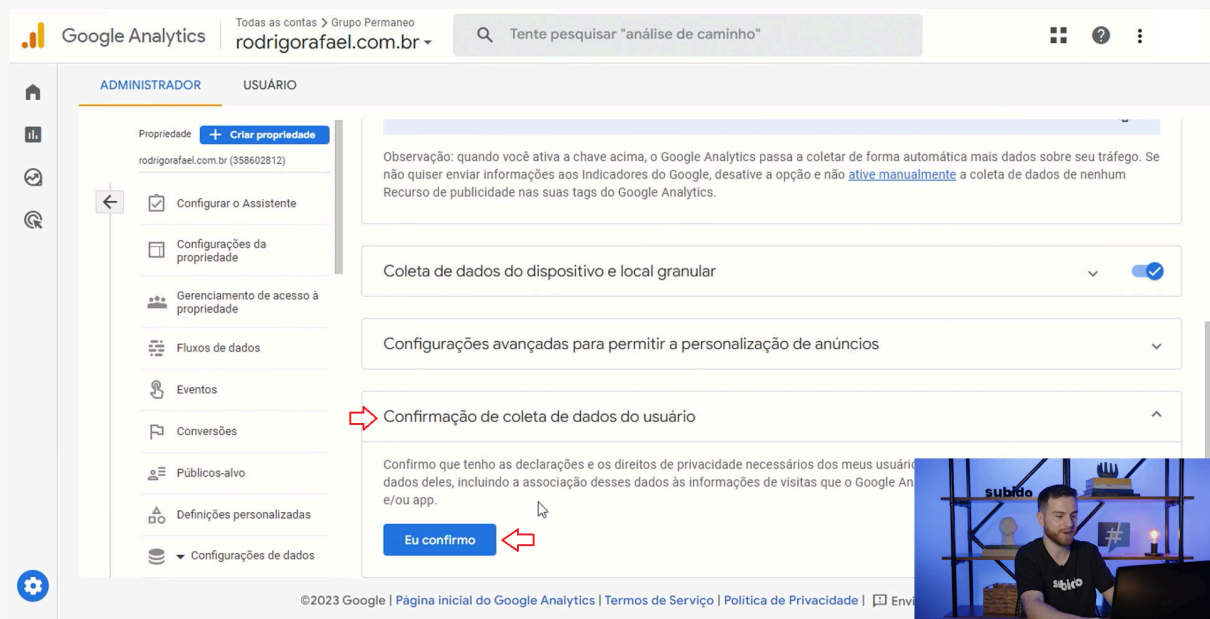 Google Analytics
Todas as contas > Grupo Permaneo
rodrigorafael.com.br
Tente pesquisar "análise de caminho"
ADMINISTRADOR
USUÁRIO
Propriedade
+ Criar propriedade
rodrigorafael.com.br (358602812)
Configurar o Assistente
Configurações da
propriedade
Gerenciamento de acesso à
propriedade
Fluxos de dados
Eventos
Conversões
Públicos-alvo
Definições personalizadas
Configurações de dados
Observação: quando você ativa a chave acima, o Google Analytics passa a coletar de forma automática mais dados sobre seu tráfego. Se
não quiser enviar informações aos Indicadores do Google, desative a opção e não ative manualmente a coleta de dados de nenhum
Recurso de publicidade nas suas tags do Google Analytics.
Coleta de dados do dispositivo e local granular
Configurações avançadas para permitir a personalização de anúncios
Confirmação de coleta de dados do usuário
Confirmo que tenho as declarações e os direitos de privacidade necessários dos meus usuário
dados deles, incluindo a associação desses dados às informações de visitas que o Google An
e/ou app.
Eu confirmo
©2023 Google | Página inicial do Google Analytics | Termos de Serviço | Política de Privacidade | Envi
subido
#
subido